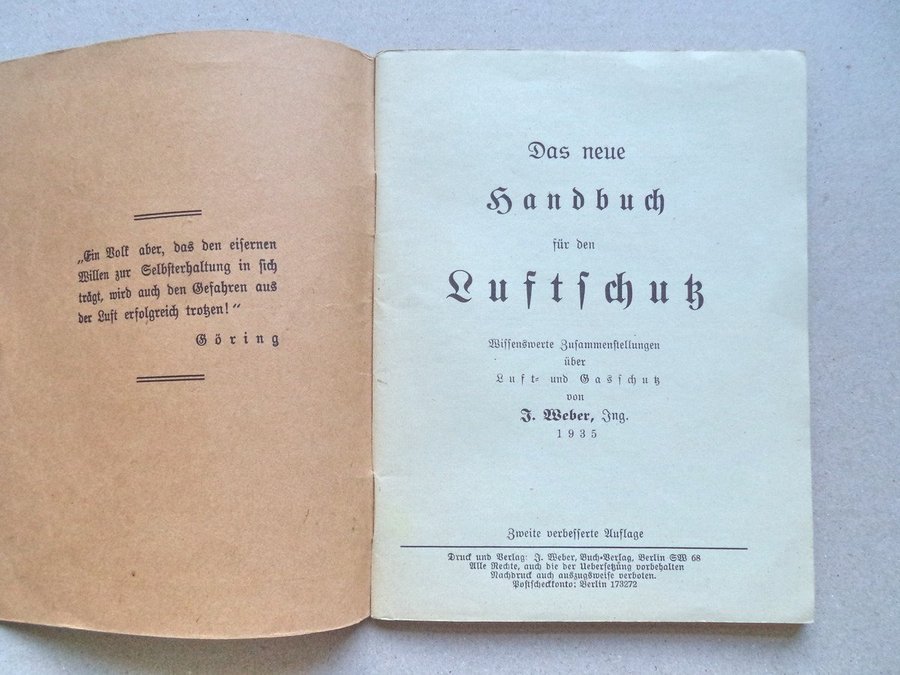 „Ein Volk aber, das den eisernen
Willen zur Selbsterhaltung in sich
trägt, wird auch den Gefahren aus
der Luft erfolgreich trotzen!"
Göring
Das neue
Handbuch
für den
Luftschutz
Wissenswerte Zusammenstellungen
über
Luft- und Gasschutz
von
J. Weber, Ing.
1935
Zweite verbesserte Auflage
Druck und Verlag: J. Weber, Buch-Verlag, Berlin SW 68
Alle Rechte, auch die der Uebersetzung vorbehalten
Nachdruck auch auszugsweise verboten.
Postscheckkonto: Berlin 173272